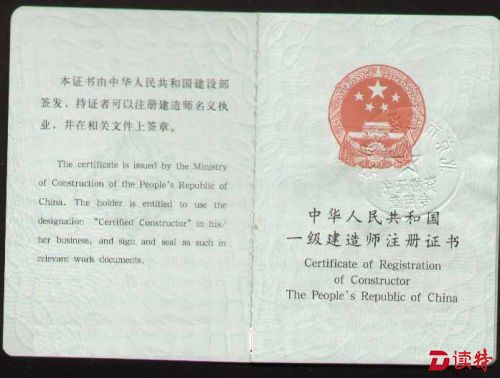 本证书由中华人民共和国建设部
签发，持证者可以注册建造师名义执
业，并在相关文件上签章。
The certificate is issued by the Ministry
of Construction of the People's Republic of
China. The holder is entitled to use the
designation "Certified Constructor" in his/
her business, and sign and seal as such in
relevant work documents.
中华人民共和国
一级建造师注册证书
Certificate of Registration
of Constructor
The People's Republic of China
读特